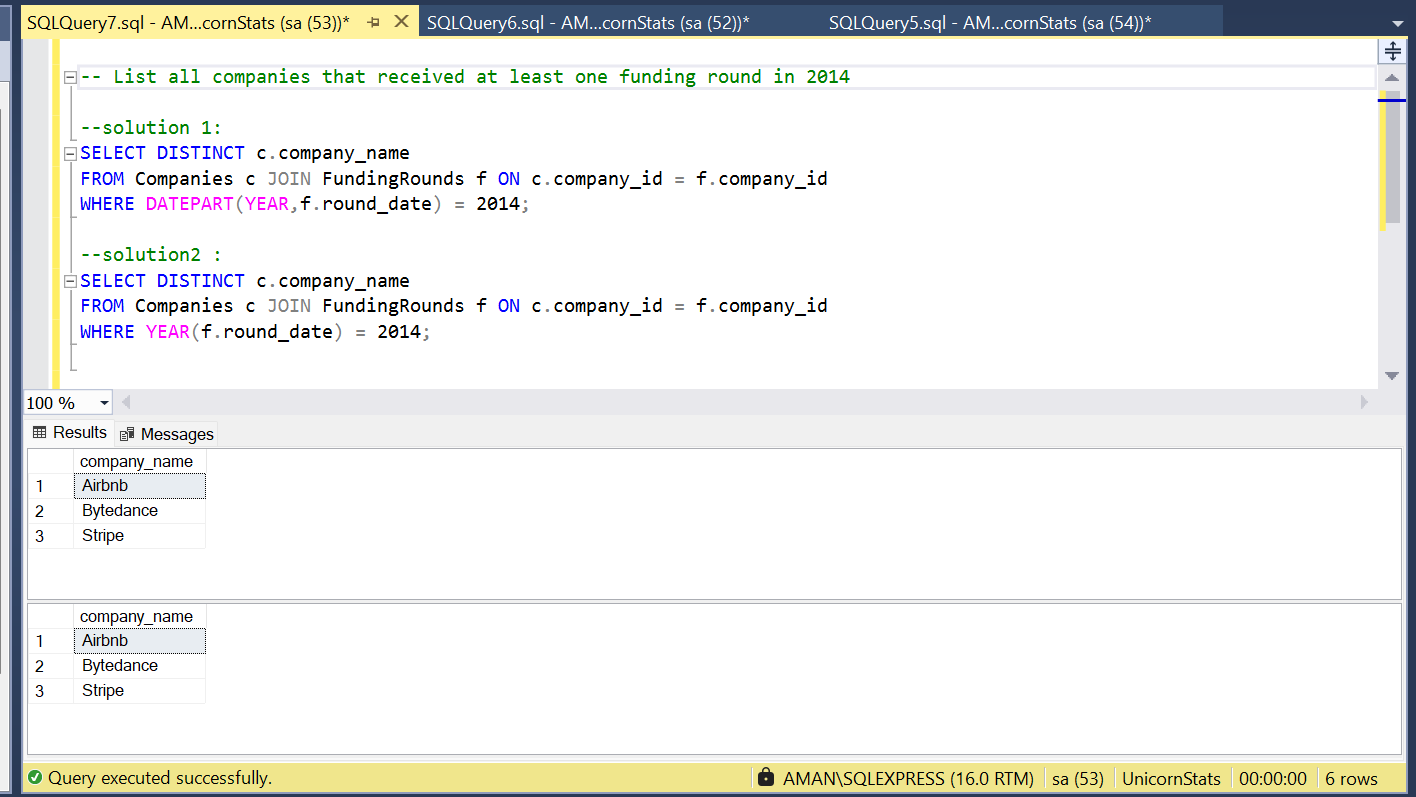 SQLQuery7.sql - AM...cornStats (sa (53))* SQLQuery6.sql - AM...cornStats (sa (52))* SQLQuery5.sql - AM...cornStats (sa (54))*
-- List all companies that received at least one funding round in 2014
--solution 1:
SELECT DISTINCT c.company_name
FROM Companies c JOIN FundingRounds f ON c.company_id = f.company_id
WHERE DATEPART(YEAR,f.round_date) = 2014;
--solution2 :
SELECT DISTINCT c.company_name
FROM Companies c JOIN FundingRounds f ON c.company_id = f.company_id
WHERE YEAR(f.round_date) = 2014;
100 %
Results Messages
company_name
1 Airbnb
2 Bytedance
3 Stripe
company_name
1 Airbnb
2 Bytedance
3 Stripe
Query executed successfully. AMAN\SQLEXPRESS (16.0 RTM) sa (53) UnicornStats 00:00:00 6 rows